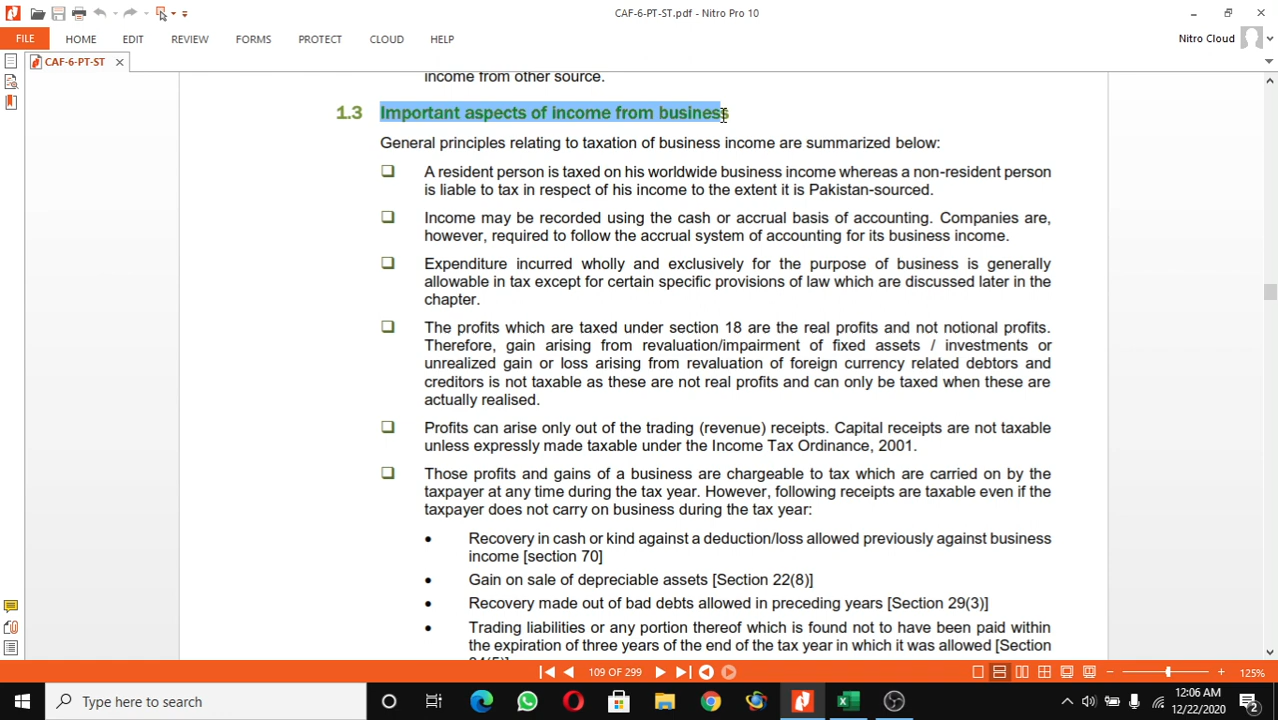 CAF-6-PT-ST.pdf - Nitro Pro 10
FILE HOME EDIT REVIEW FORMS PROTECT CLOUD HELP Nitro Cloud
CAF-6-PT-ST
income from other source.
1.3 Important aspects of income from business
General principles relating to taxation of business income are summarized below:
A resident person is taxed on his worldwide business income whereas a non-resident person
is liable to tax in respect of his income to the extent it is Pakistan-sourced.
Income may be recorded using the cash or accrual basis of accounting. Companies are,
however, required to follow the accrual system of accounting for its business income.
Expenditure incurred wholly and exclusively for the purpose of business is generally
allowable in tax except for certain specific provisions of law which are discussed later in the
chapter.
The profits which are taxed under section 18 are the real profits and not notional profits.
Therefore, gain arising from revaluation/impairment of fixed assets / investments or
unrealized gain or loss arising from revaluation of foreign currency related debtors and
creditors is not taxable as these are not real profits and can only be taxed when these are
actually realised.
Profits can arise only out of the trading (revenue) receipts. Capital receipts are not taxable
unless expressly made taxable under the Income Tax Ordinance, 2001.
Those profits and gains of a business are chargeable to tax which are carried on by the
taxpayer at any time during the tax year. However, following receipts are taxable even if the
taxpayer does not carry on business during the tax year:
• Recovery in cash or kind against a deduction/loss allowed previously against business
income [section 70]
• Gain on sale of depreciable assets [Section 22(8)]
• Recovery made out of bad debts allowed in preceding years [Section 29(3)]
• Trading liabilities or any portion thereof which is found not to have been paid within
the expiration of three years of the end of the tax year in which it was allowed [Section
109 OF 299
125%
Type here to search
12:06 AM
12/22/2020
2